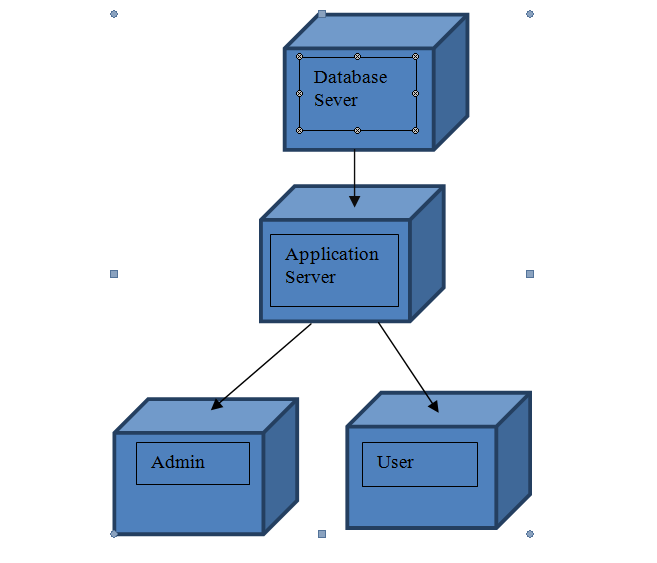 Database
Sever
Application
Server
Admin
User